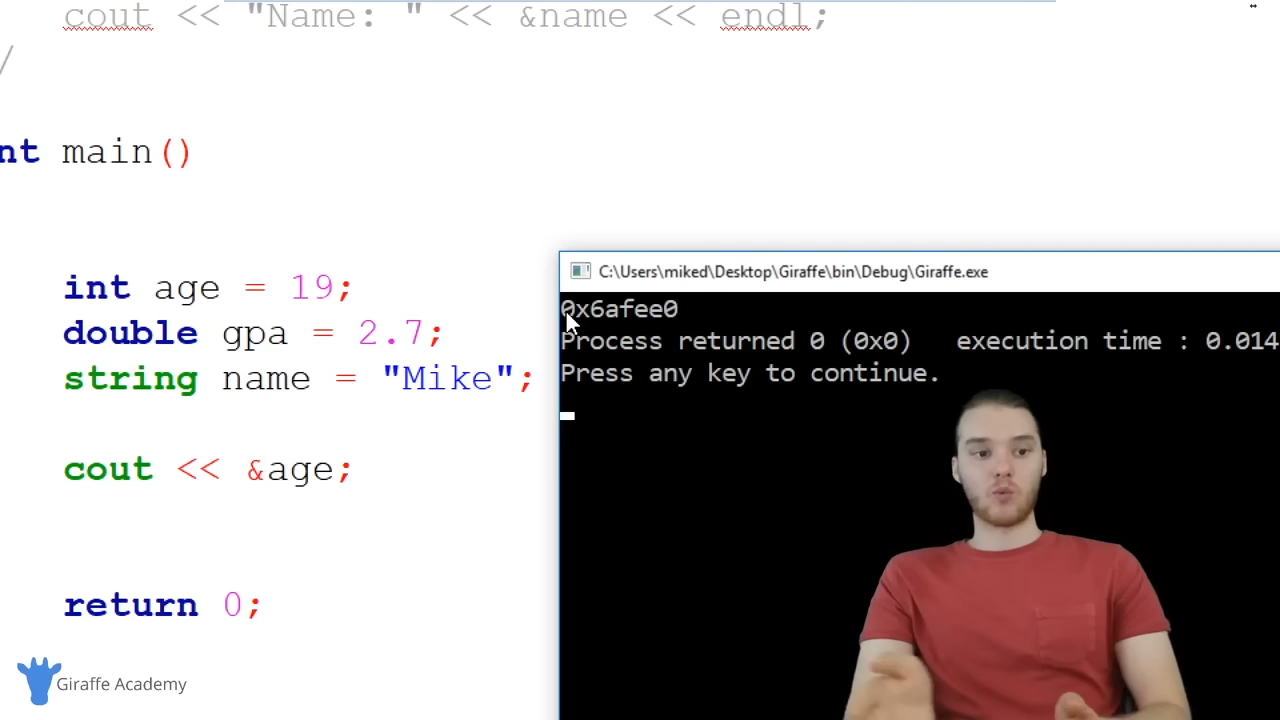 cout << "Name: " << &name << endl;
/
nt main()
int age = 19;
double gpa = 2.7;
string name = "Mike";
cout << &age;
return 0;
C:\Users\miked\Desktop\Giraffe\bin\Debug\Giraffe.exe
0x6afee0
Process returned 0 (0x0)   execution time : 0.014
Press any key to continue.
Giraffe Academy